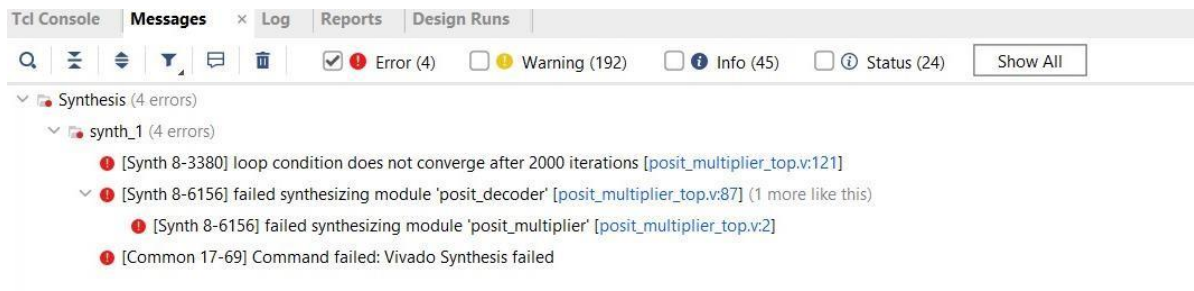 Tcl Console Messages × Log Reports Design Runs
Error (4) Warning (192) Info (45) Status (24) Show All
Synthesis (4 errors)
synth_1 (4 errors)
[Synth 8-3380] loop condition does not converge after 2000 iterations [posit_multiplier_top.v:121]
[Synth 8-6156] failed synthesizing module 'posit_decoder' [posit_multiplier_top.v:87] (1 more like this)
[Synth 8-6156] failed synthesizing module 'posit_multiplier' [posit_multiplier_top.v:2]
[Common 17-69] Command failed: Vivado Synthesis failed